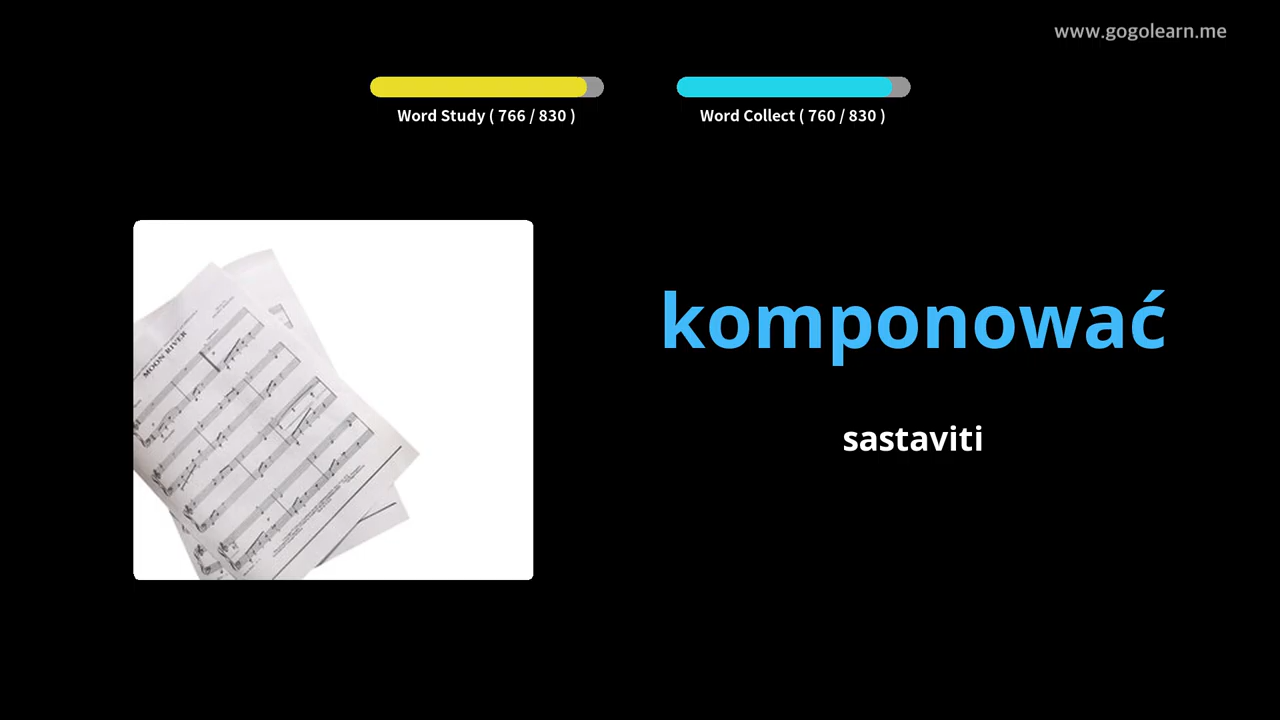 www.gogolearn.me
Word Study ( 766 / 830 )
Word Collect ( 760 / 830 )
MOON RIVER
komponować
sastaviti